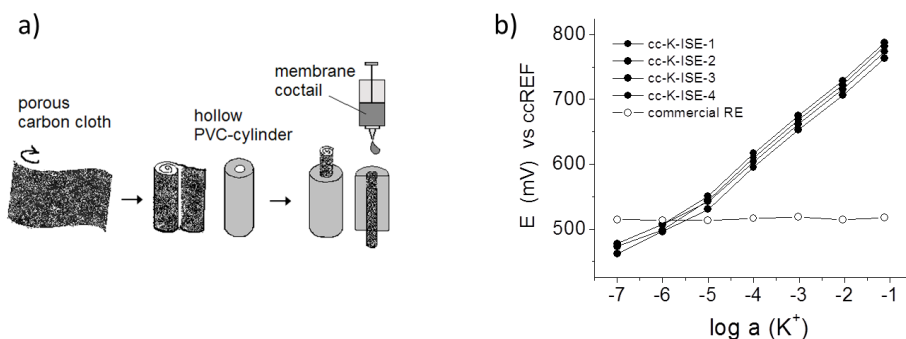 a)
porous
carbon cloth
hollow
PVC-cylinder
membrane
coctail
b)
E (mV) vs ccREF
800
700
600
500
cc-K-ISE-1
cc-K-ISE-2
cc-K-ISE-3
cc-K-ISE-4
commercial RE
-7 -6 -5 -4 -3 -2 -1
log a (K⁺)